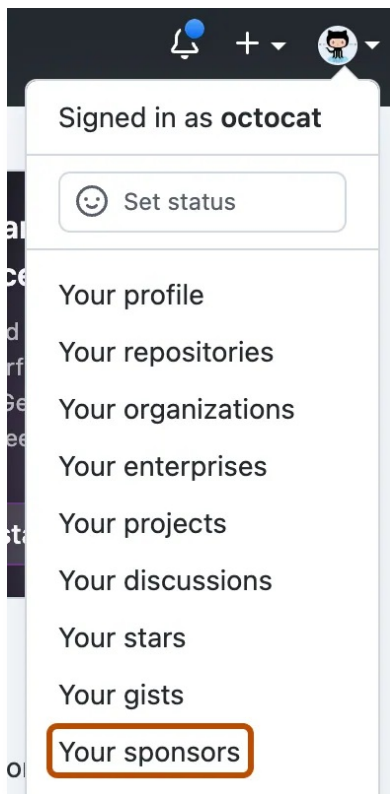 Signed in as octocat
Set status
Your profile
Your repositories
Your organizations
Your enterprises
Your projects
Your discussions
Your stars
Your gists
Your sponsors